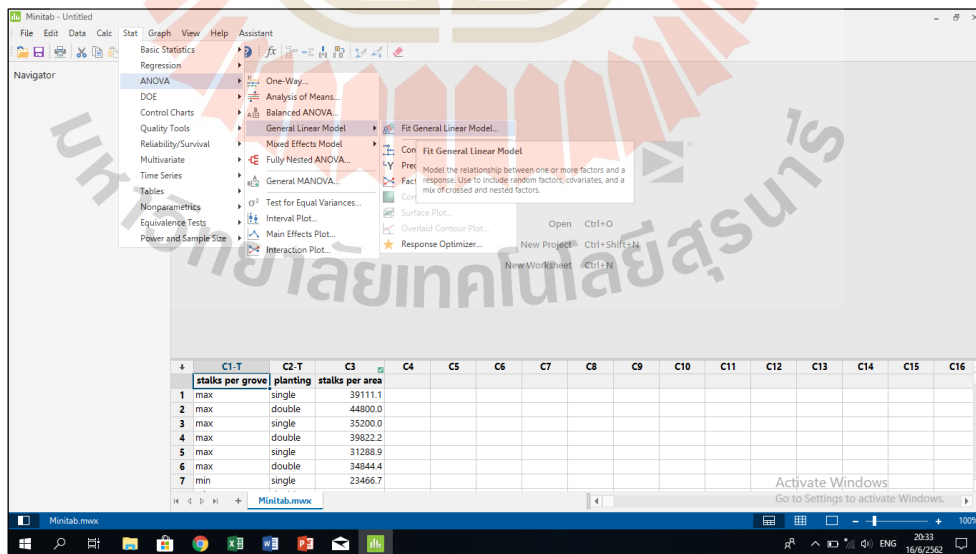 Minitab - Untitled
File Edit Data Calc Stat Graph View Help Assistant
Navigator
Basic Statistics
Regression
ANOVA
DOE
Control Charts
Quality Tools
Reliability/Survival
Multivariate
Time Series
Tables
Nonparametrics
Equivalence Tests
Power and Sample Size
One-Way...
Analysis of Means...
Balanced ANOVA...
General Linear Model
Mixed Effects Model
Fully Nested ANOVA...
General MANOVA...
Test for Equal Variances...
Interval Plot...
Main Effects Plot...
Interaction Plot...
Fit General Linear Model...
Surface Plot...
Overlaid Contour Plot...
Response Optimizer...
Fit General Linear Model
Model the relationship between one or more factors and a
response. Use to include random factors, covariates, and a
mix of crossed and nested factors.
Open Ctrl+O
New Project Ctrl+Shift+N
New Worksheet Ctrl+N
มหาวิทยาลัยเทคโนโลยีสุรนารี
C1-T C2-T C3 C4 C5 C6 C7 C8 C9 C10 C11 C12 C13 C14 C15 C16
stalks per grove planting stalks per area
1 max single 39111.1
2 max double 44800.0
3 max single 35200.0
4 max double 39822.2
5 max single 31288.9
6 max double 34844.4
7 min single 23466.7
Minitab.mwx
Activate Windows
Go to Settings to activate Windows.
Minitab.mwx
100%
ENG
20:33
16/6/2562